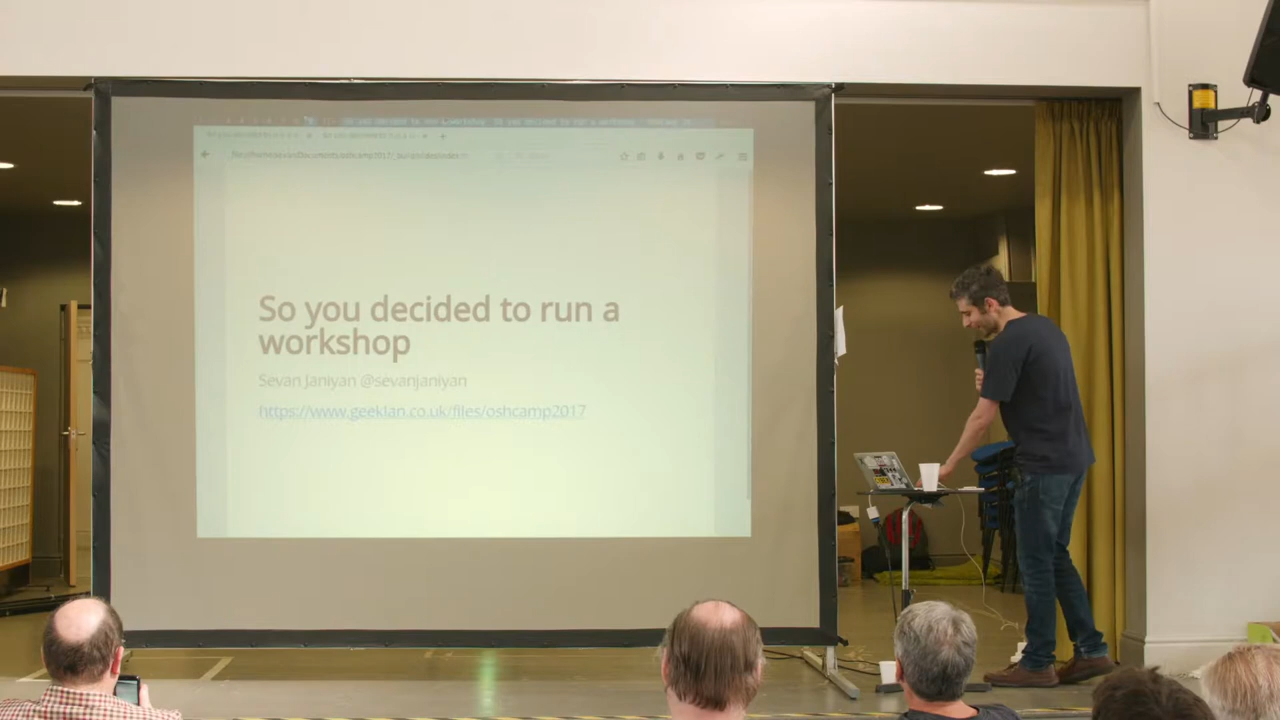 So you decided to run a
workshop
Sevan Janiyan @sevanjaniyan
https://www.geeklan.co.uk/files/oshcamp2017